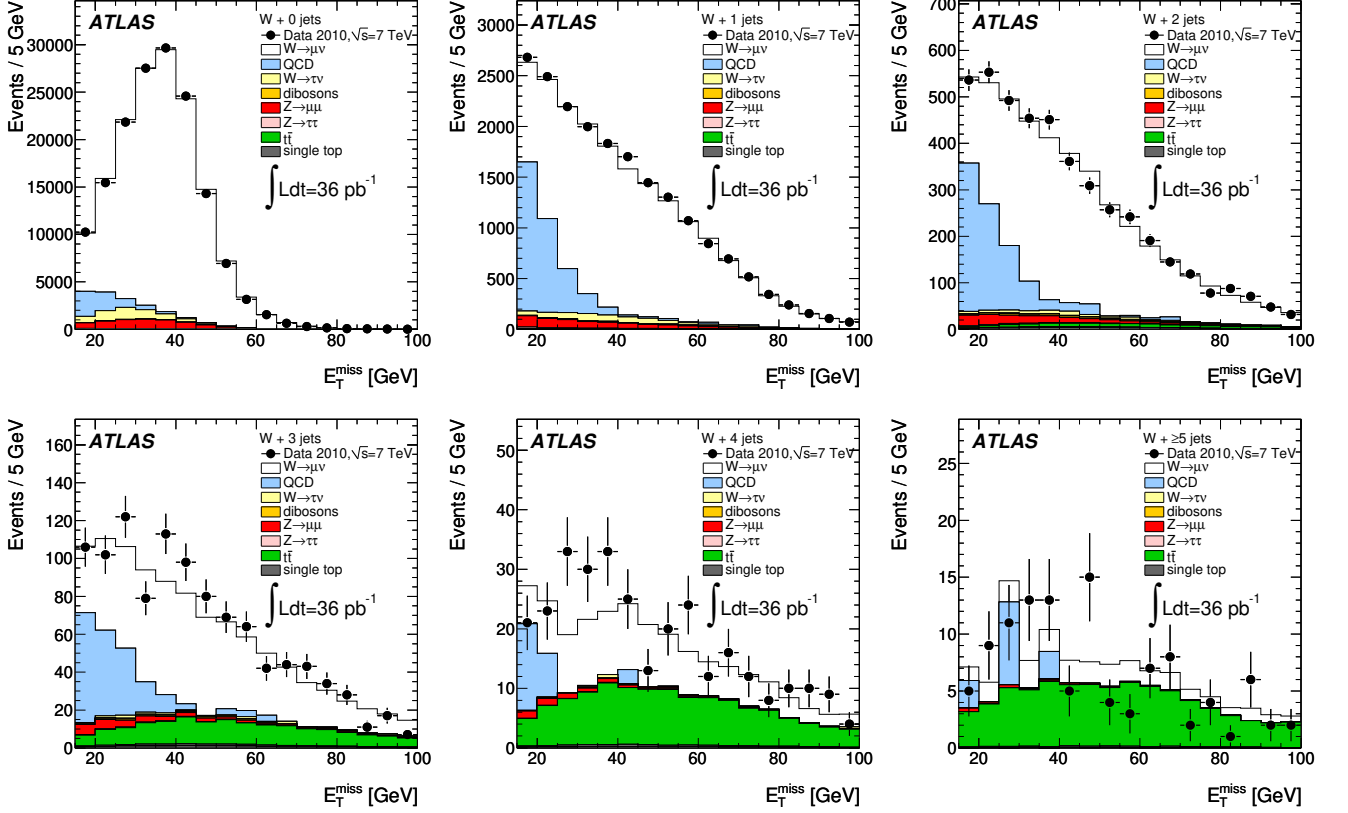 ATLAS
W + 0 jets
Data 2010,√s=7 TeV
W→μν
QCD
W→τν
dibosons
Z→μμ
Z→ττ
tt̄
single top
∫Ldt=36 pb⁻¹
Events / 5 GeV
30000
25000
20000
15000
10000
5000
0
20 40 60 80 100
E_T^miss [GeV]
ATLAS
W + 1 jets
Data 2010,√s=7 TeV
W→μν
QCD
W→τν
dibosons
Z→μμ
Z→ττ
tt̄
single top
∫Ldt=36 pb⁻¹
Events / 5 GeV
3000
2500
2000
1500
1000
500
0
20 40 60 80 100
E_T^miss [GeV]
ATLAS
W + 2 jets
Data 2010,√s=7 TeV
W→μν
QCD
W→τν
dibosons
Z→μμ
Z→ττ
tt̄
single top
∫Ldt=36 pb⁻¹
Events / 5 GeV
700
600
500
400
300
200
100
0
20 40 60 80 100
E_T^miss [GeV]
ATLAS
W + 3 jets
Data 2010,√s=7 TeV
W→μν
QCD
W→τν
dibosons
Z→μμ
Z→ττ
tt̄
single top
∫Ldt=36 pb⁻¹
Events / 5 GeV
160
140
120
100
80
60
40
20
0
20 40 60 80 100
E_T^miss [GeV]
ATLAS
W + 4 jets
Data 2010,√s=7 TeV
W→μν
QCD
W→τν
dibosons
Z→μμ
Z→ττ
tt̄
single top
∫Ldt=36 pb⁻¹
Events / 5 GeV
50
40
30
20
10
0
20 40 60 80 100
E_T^miss [GeV]
ATLAS
W + ≥5 jets
Data 2010,√s=7 TeV
W→μν
QCD
W→τν
dibosons
Z→μμ
Z→ττ
tt̄
single top
∫Ldt=36 pb⁻¹
Events / 5 GeV
25
20
15
10
5
0
20 40 60 80 100
E_T^miss [GeV]